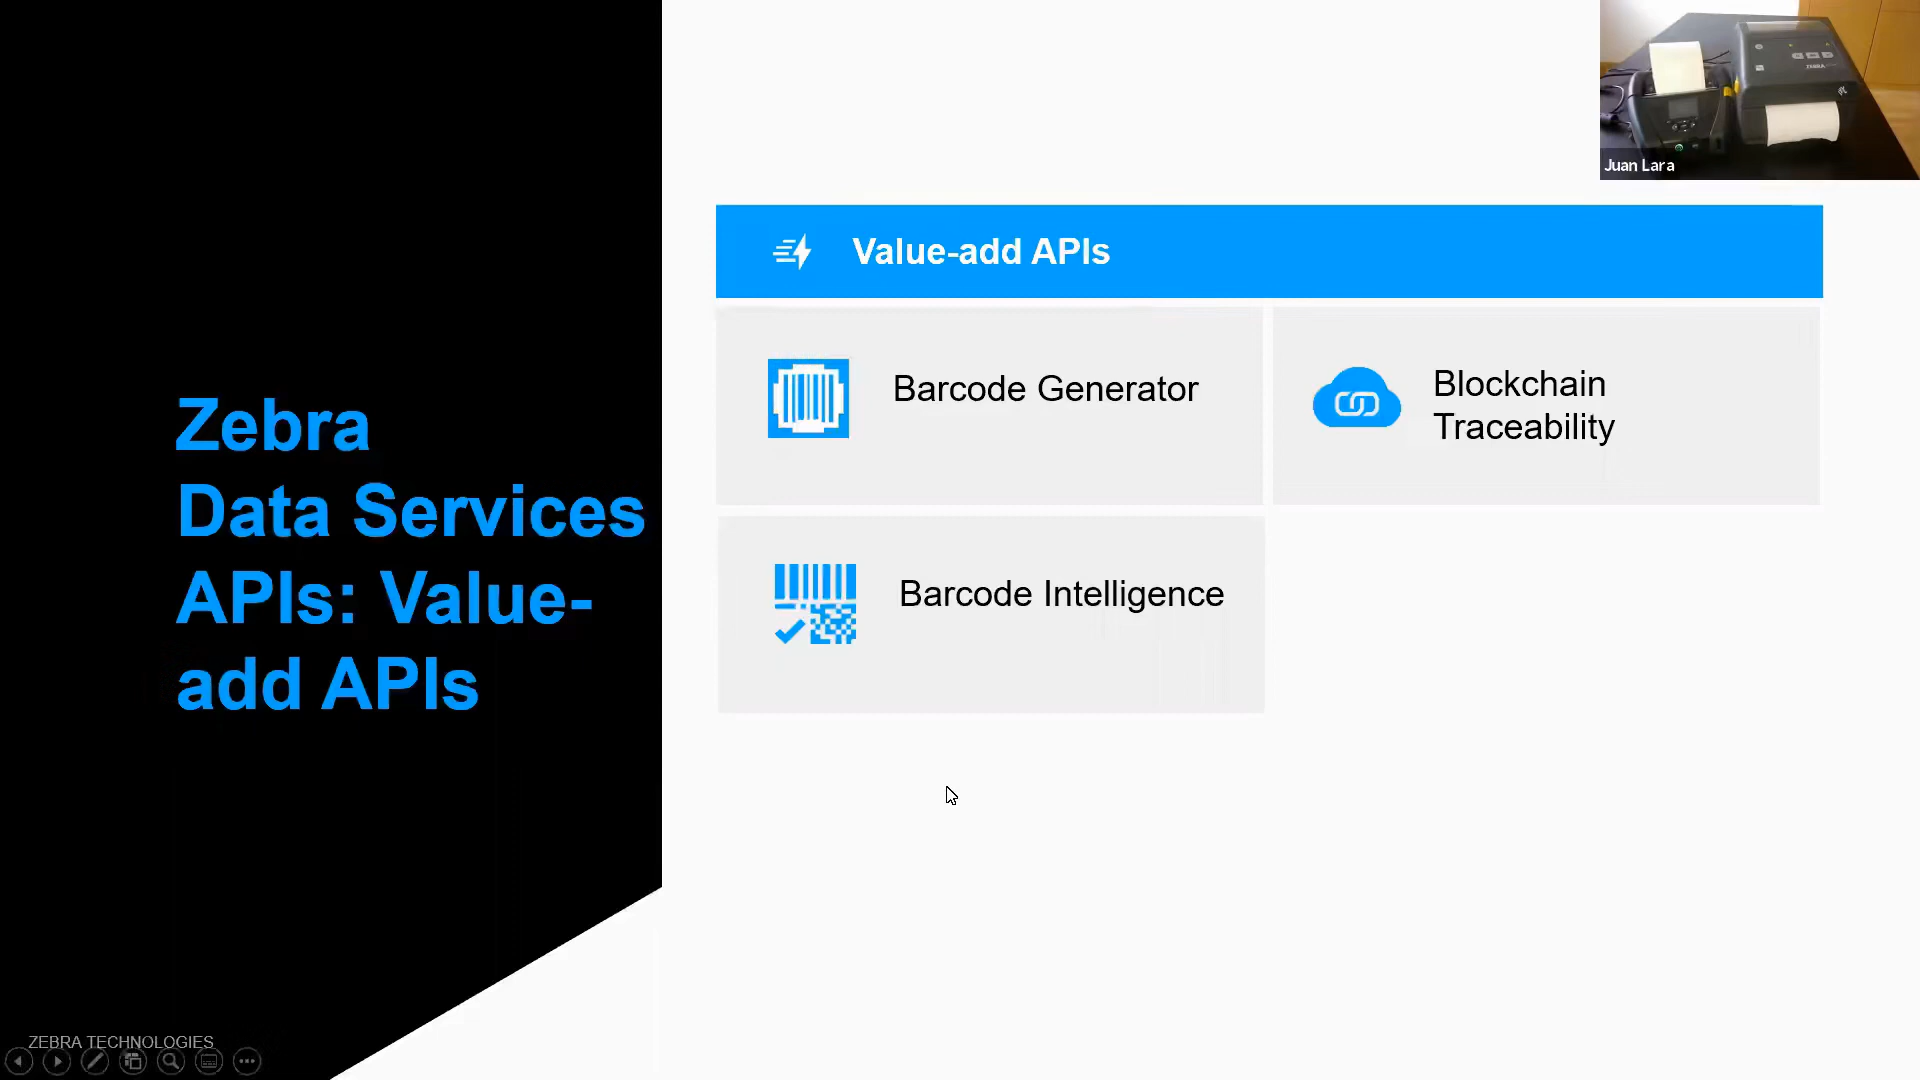 Zebra
Data Services
APIs: Value-
add APIs
Value-add APIs
Barcode Generator
Blockchain
Traceability
Barcode Intelligence
Juan Lara
ZEBRA
ZEBRA TECHNOLOGIES